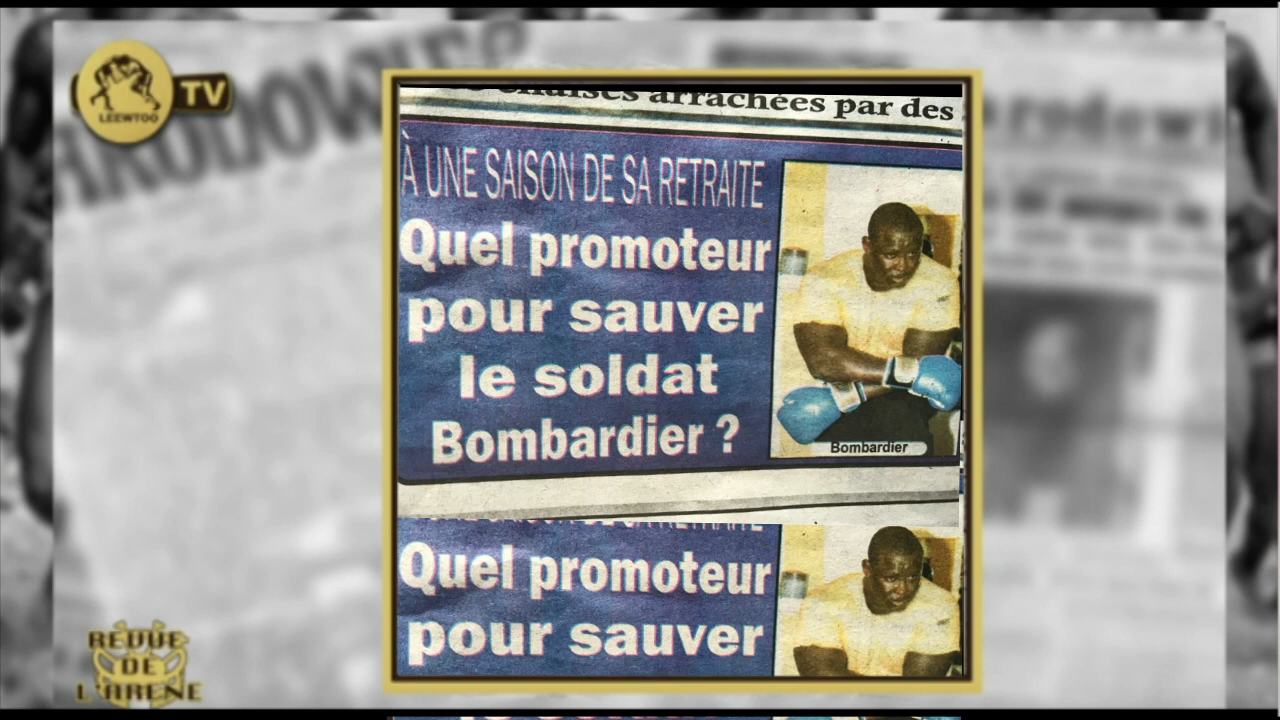 LEEWTOO
TV
chaises arrachées par des
À UNE SAISON DE SA RETRAITE
Quel promoteur
pour sauver
le soldat
Bombardier ?
Bombardier
Quel promoteur
pour sauver
REVUE
DE
L'ARENE